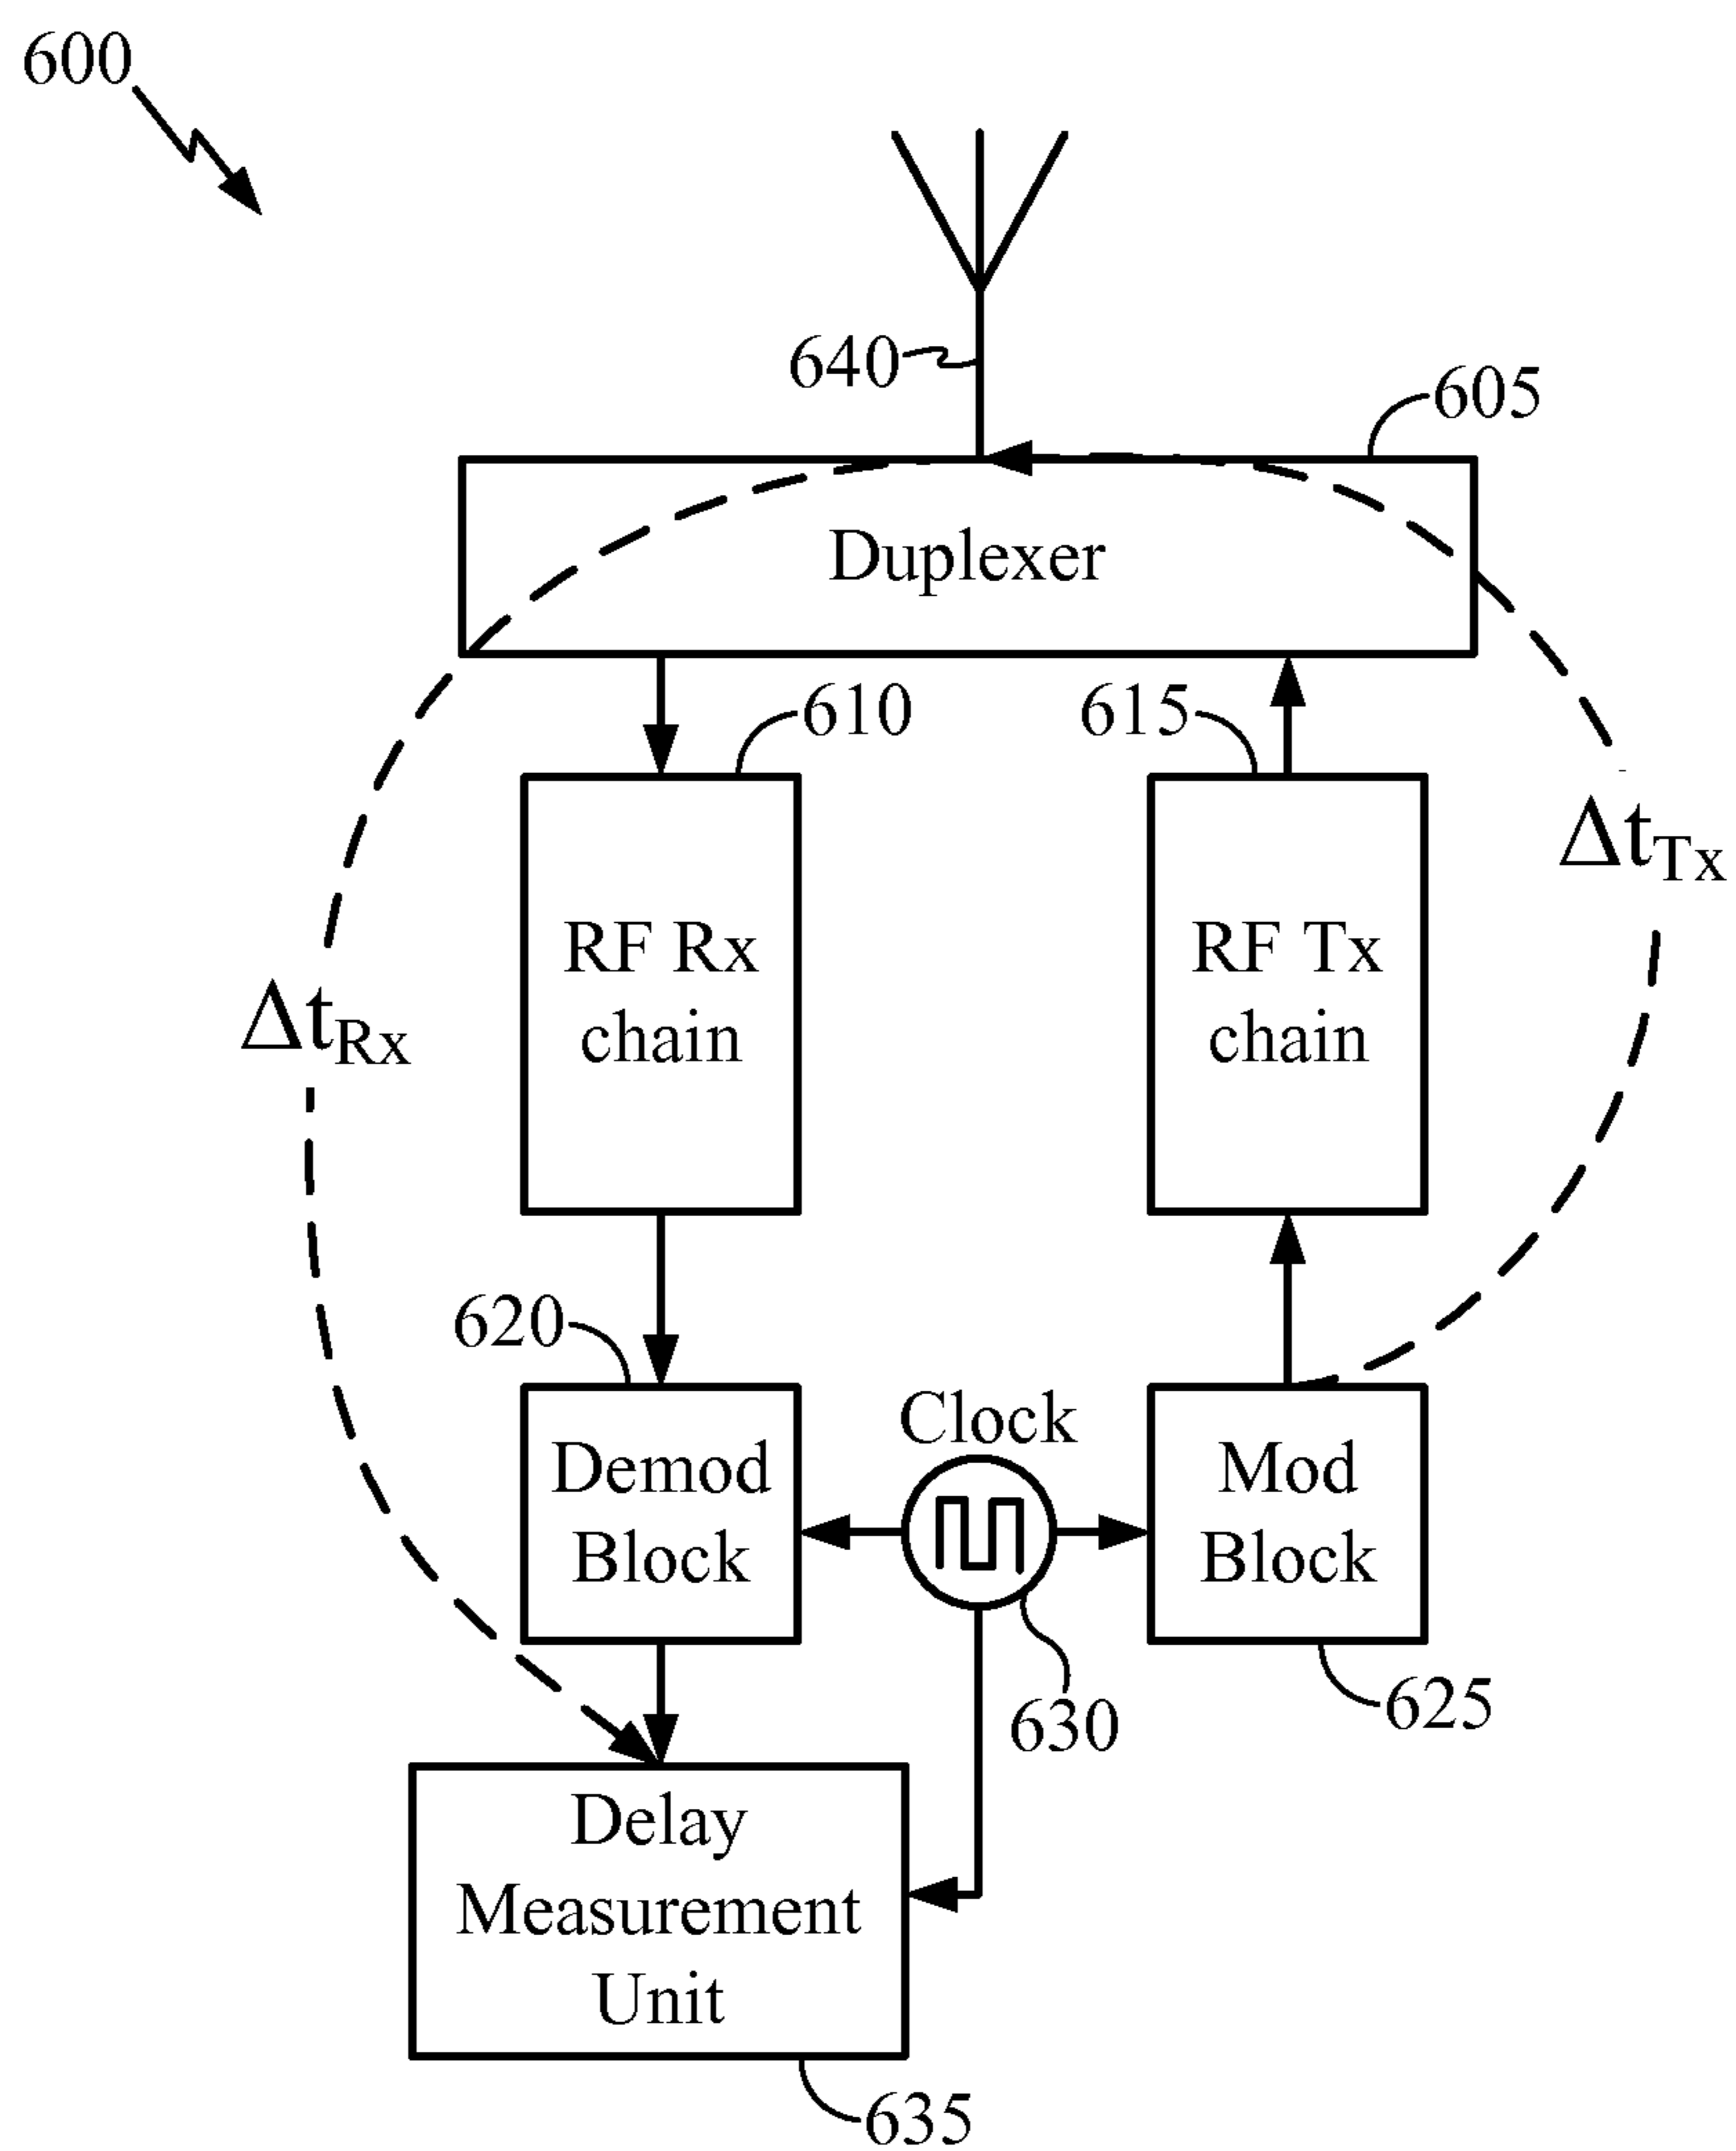 600
640
605
Duplexer
610
615
ΔtTx
RF Rx
chain
RF Tx
chain
ΔtRx
620
Clock
Demod
Block
Mod
Block
630
625
Delay
Measurement
Unit
635